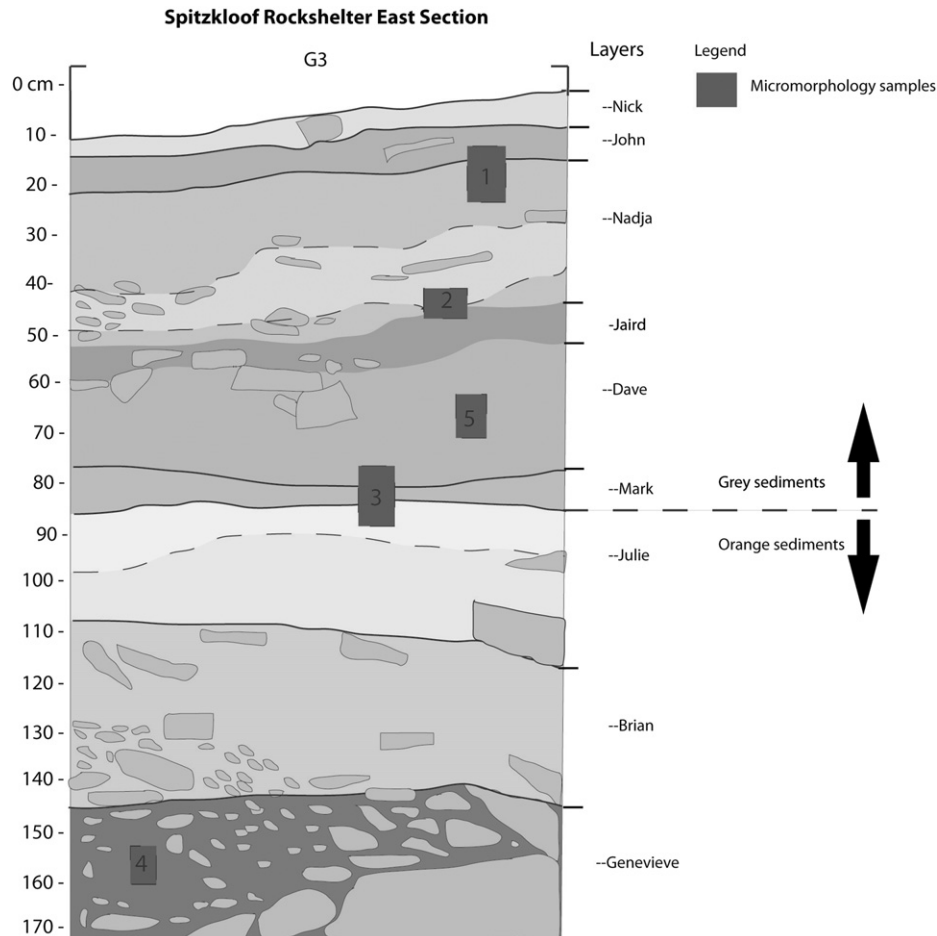 Spitzkloof Rockshelter East Section
G3
Layers
Legend
Micromorphology samples
0 cm -
10 -
20 -
30 -
40-
50 -
60 -
70 -
80 -
90 -
100 -
110 -
120 -
130 -
140 -
150 -
160 -
170 -
--Nick
--John
--Nadja
-Jaird
--Dave
--Mark
--Julie
--Brian
--Genevieve
Grey sediments
Orange sediments
1
2
5
3
4